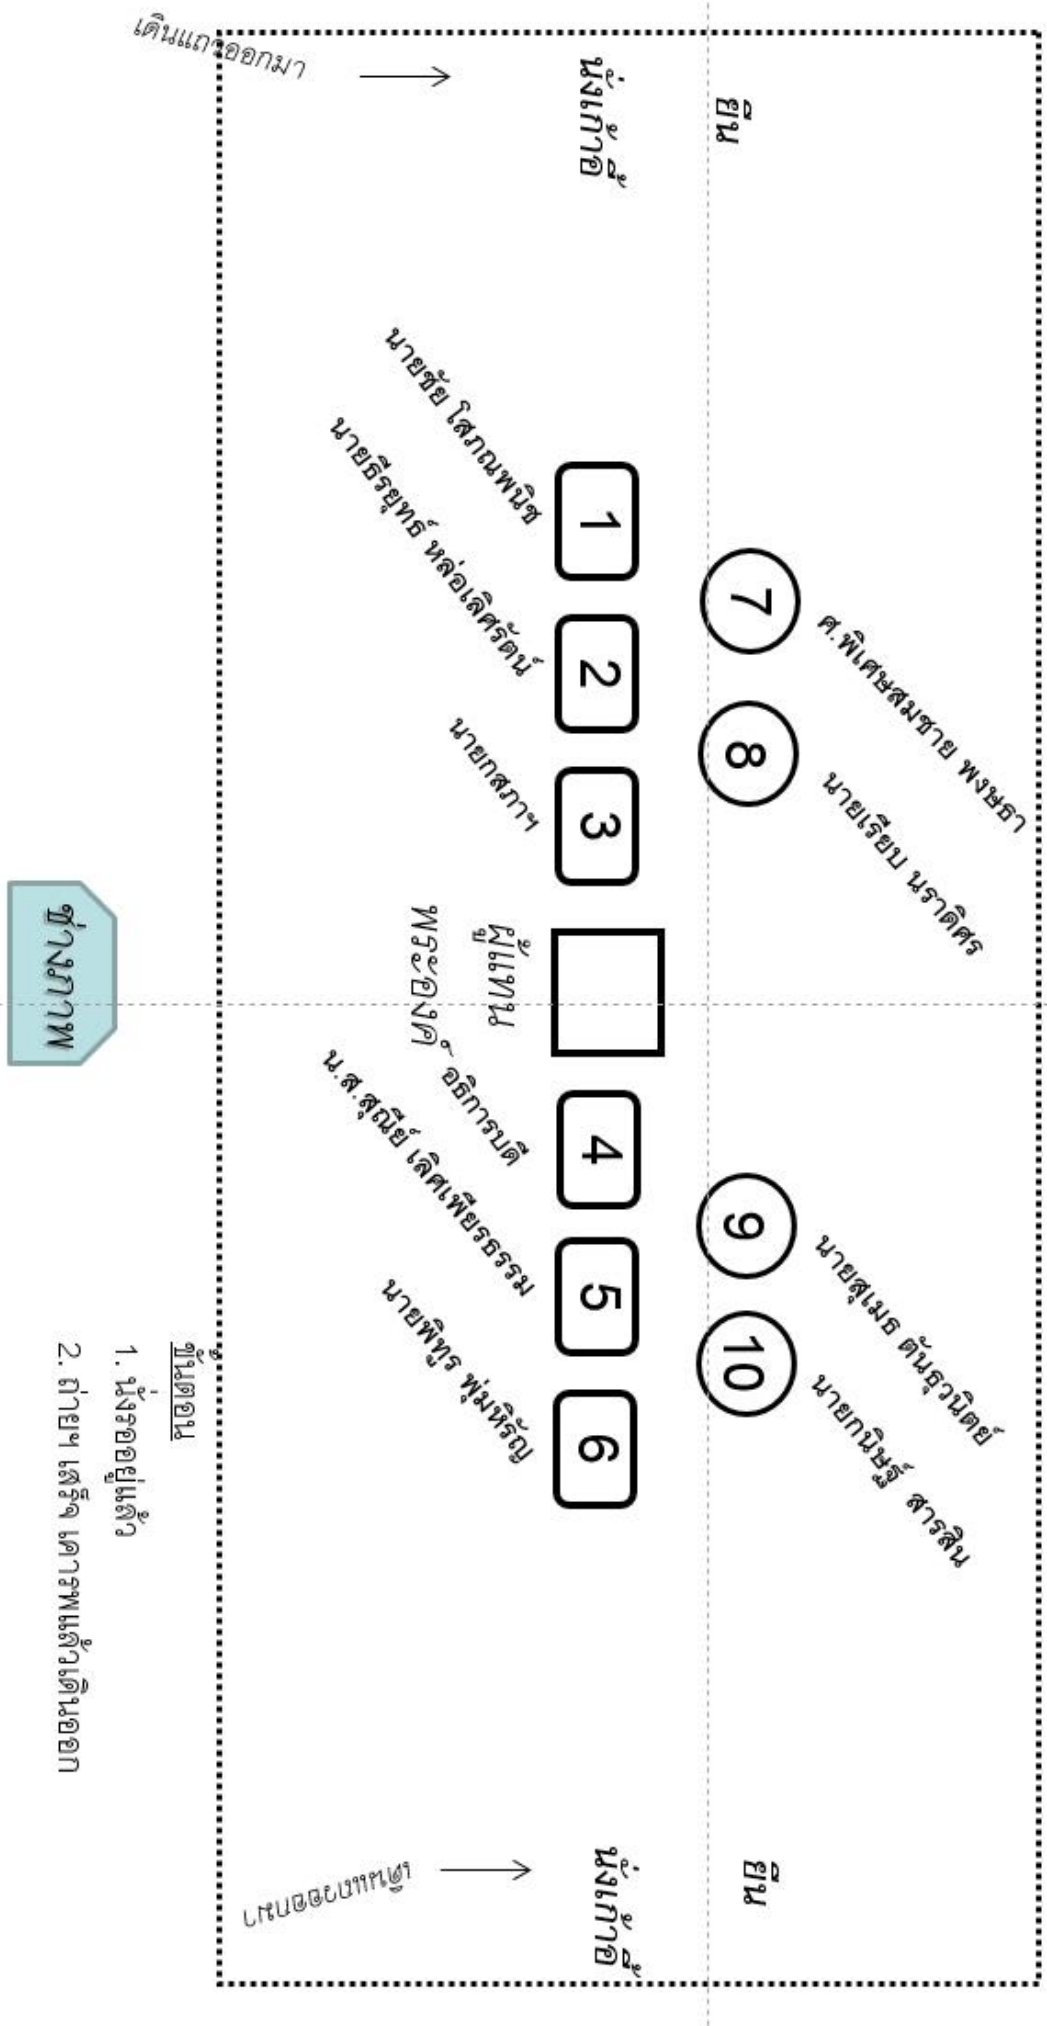 ยืน
ยืน
นั่งเก้าอี้
นั่งเก้าอี้
เดินแถวออกมา
เดินแถวออกมา
ศ.พิเศษสมชาย พงษธา
นายเรียบ นราดิศร
นายสุเมธ ตันธุวนิตย์
นายกนิษฐ์ สารสิน
7
8
9
10
1
2
3
4
5
6
นายชัย โสภณพนิช
นายธีรยุทธ์ หล่อเลิศรัตน์
นายกสภาฯ
ผู้แทน
พระองค์
อธิการบดี
น.ส.สุณีย์ เลิศเพียรธรรม
นายพิทูร พุ่มหิรัญ
ช่างภาพ
ขั้นตอน
1. นั่งรออยู่แล้ว
2. ถ่ายฯ เสร็จ เคารพแล้วเดินออก